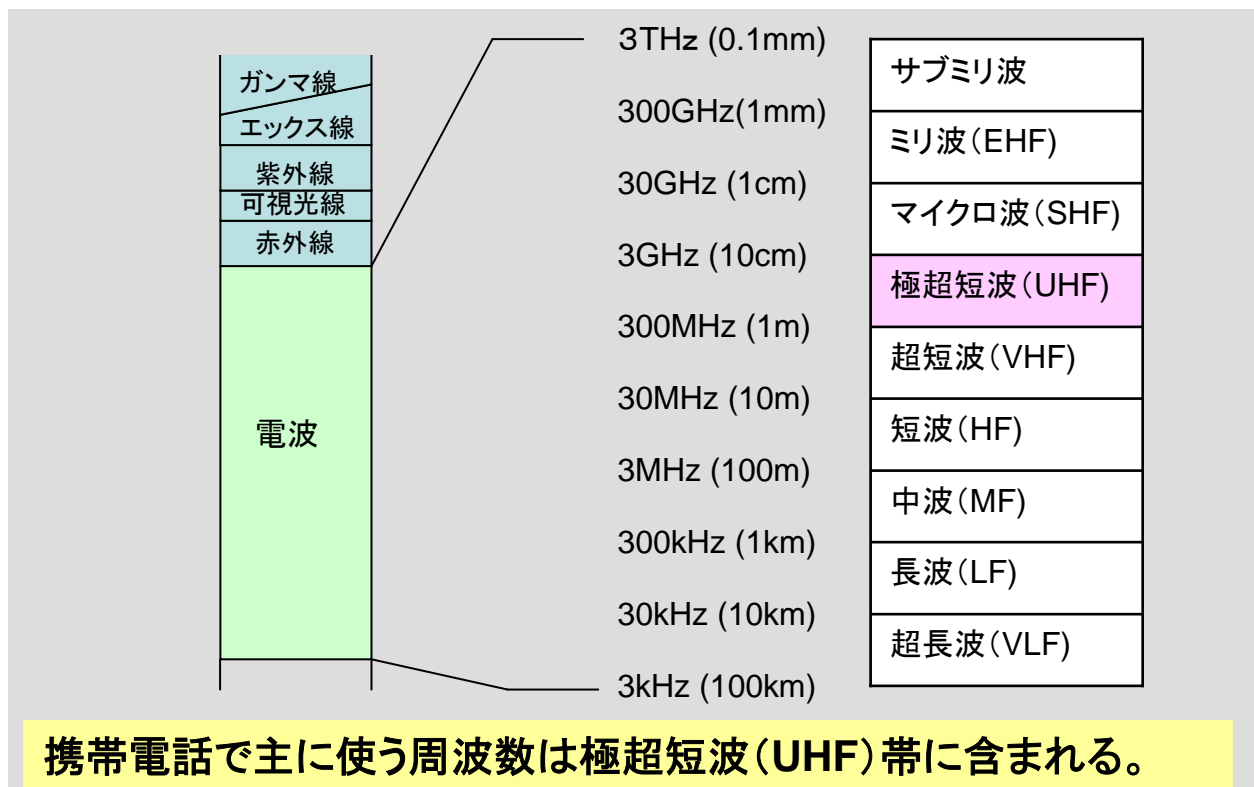 ガンマ線
エックス線
紫外線
可視光線
赤外線
電波
3THz (0.1mm)
300GHz(1mm)
30GHz (1cm)
3GHz (10cm)
300MHz (1m)
30MHz (10m)
3MHz (100m)
300kHz (1km)
30kHz (10km)
3kHz (100km)
サブミリ波
ミリ波(EHF)
マイクロ波(SHF)
極超短波(UHF)
超短波(VHF)
短波(HF)
中波(MF)
長波(LF)
超長波(VLF)
携帯電話で主に使う周波数は極超短波(UHF)帯に含まれる。